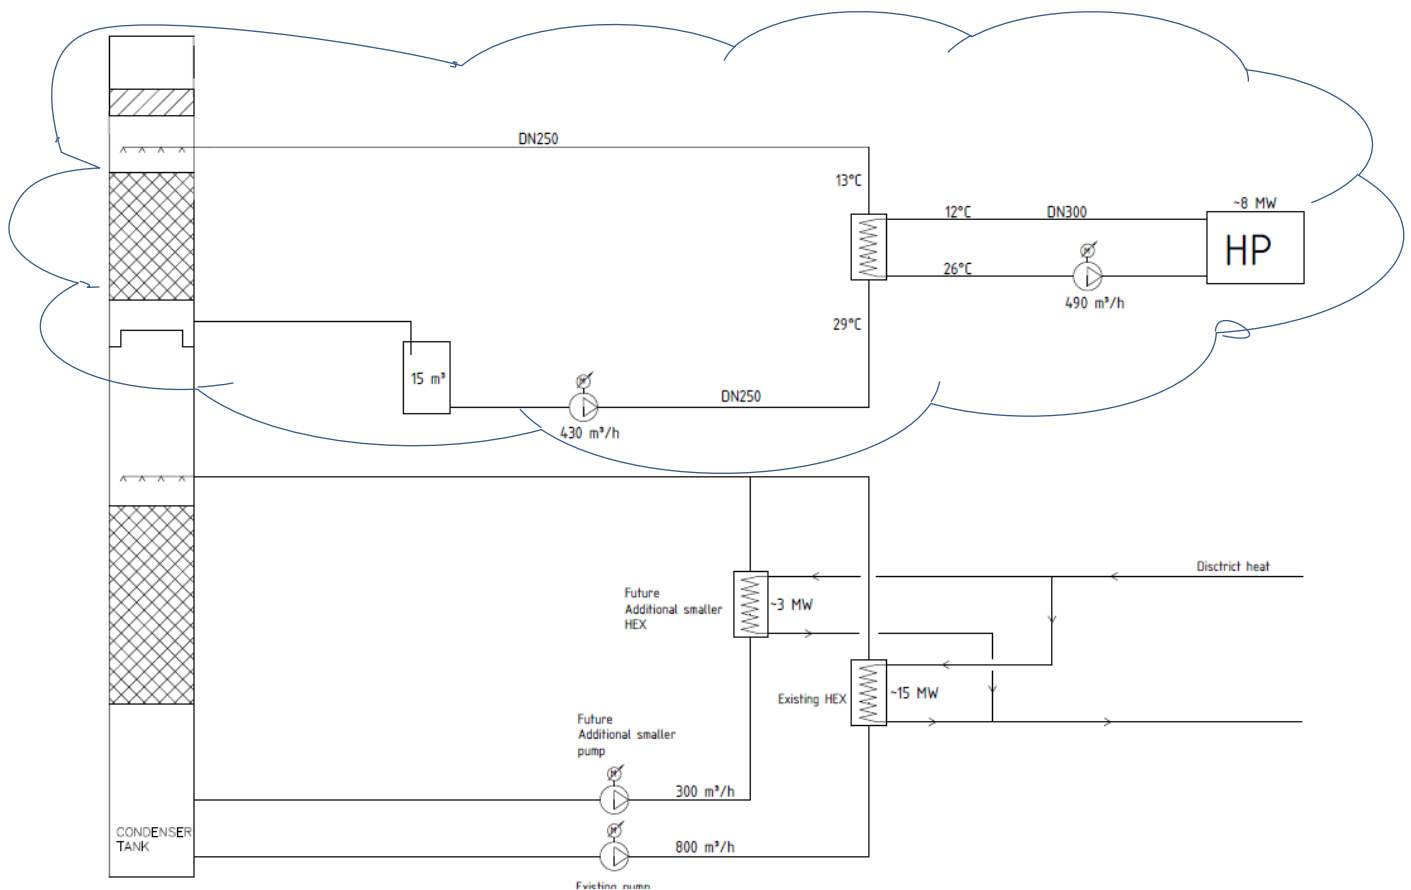 DN250
13°C
~8 MW
12°C
DN300
HP
26°C
490 m³/h
29°C
15 m³
DN250
430 m³/h
Disctrict heat
Future
Additional smaller
HEX
~3 MW
Existing HEX
~15 MW
Future
Additional smaller
pump
300 m³/h
CONDENSER
TANK
800 m³/h
Existing pump
M
M
M
M